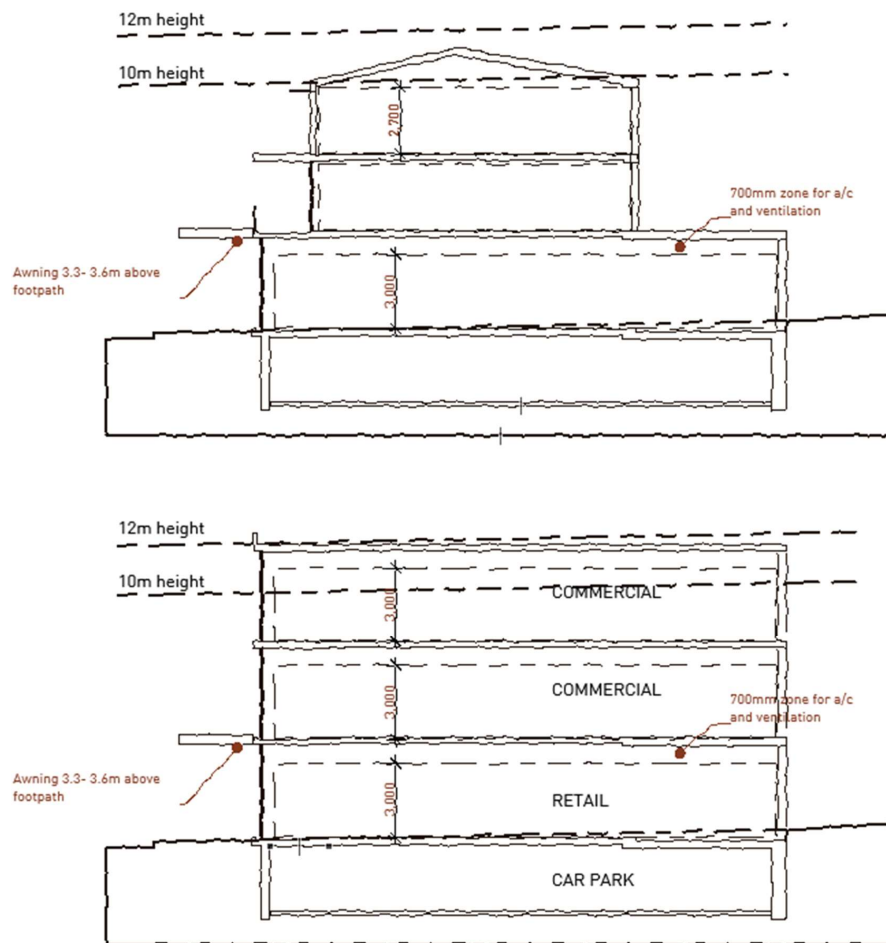 12m height
10m height
2,700
700mm zone for a/c
and ventilation
Awning 3.3- 3.6m above
footpath
3,000
12m height
10m height
COMMERCIAL
3,000
COMMERCIAL
3,000
700mm zone for a/c
and ventilation
Awning 3.3- 3.6m above
footpath
3,000
RETAIL
CAR PARK